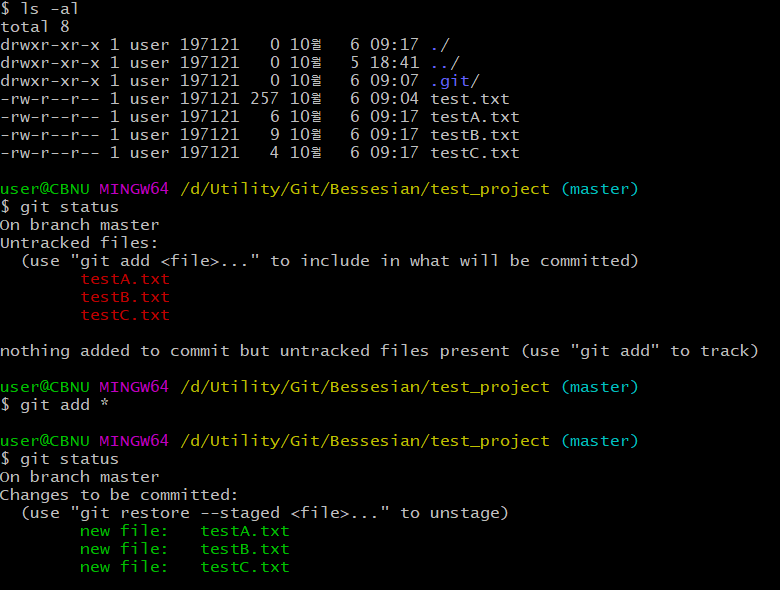 $ ls -al
total 8
drwxr-xr-x 1 user 197121   0 10월   6 09:17 ./
drwxr-xr-x 1 user 197121   0 10월   5 18:41 ../
drwxr-xr-x 1 user 197121   0 10월   6 09:07 .git/
-rw-r--r-- 1 user 197121 257 10월   6 09:04 test.txt
-rw-r--r-- 1 user 197121   6 10월   6 09:17 testA.txt
-rw-r--r-- 1 user 197121   9 10월   6 09:17 testB.txt
-rw-r--r-- 1 user 197121   4 10월   6 09:17 testC.txt
user@CBNU MINGW64 /d/Utility/Git/Bessesian/test_project (master)
$ git status
On branch master
Untracked files:
  (use "git add <file>..." to include in what will be committed)
        testA.txt
        testB.txt
        testC.txt
nothing added to commit but untracked files present (use "git add" to track)
user@CBNU MINGW64 /d/Utility/Git/Bessesian/test_project (master)
$ git add *
user@CBNU MINGW64 /d/Utility/Git/Bessesian/test_project (master)
$ git status
On branch master
Changes to be committed:
  (use "git restore --staged <file>..." to unstage)
        new file:   testA.txt
        new file:   testB.txt
        new file:   testC.txt